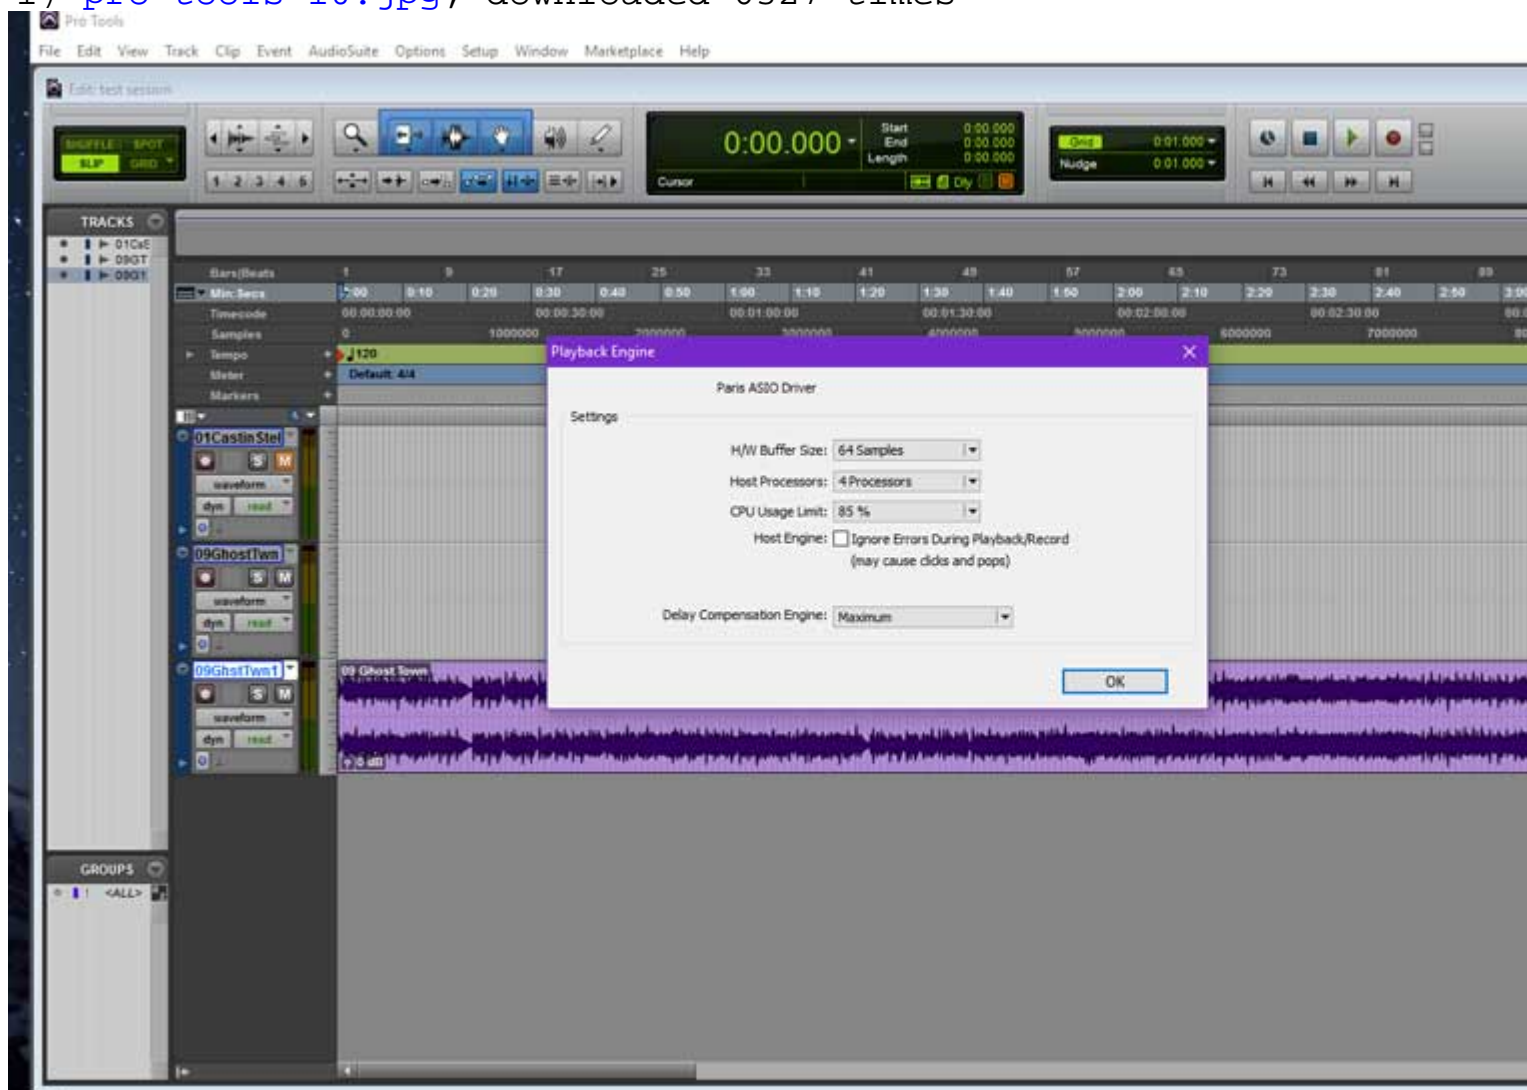 Pro Tools
File Edit View Track Clip Event AudioSuite Options Setup Window Marketplace Help
Edit: test session
SHUFFLE SPOT
SLIP GRID
1 2 3 4 5
0:00.000
Start 0:00.000
End 0:00.000
Length 0:00.000
Cursor
Dly
Grid 0:01.000
Nudge 0:01.000
TRACKS
01CsS
09GT
09G1
Bars|Beats 1 9 17 25 33 41 49 57 65 73 81 89
Min:Secs 0:00 0:10 0:20 0:30 0:40 0:50 1:00 1:10 1:20 1:30 1:40 1:50 2:00 2:10 2:20 2:30 2:40 2:50 3:00
Timecode 00:00:00:00 00:00:30:00 00:01:00:00 00:01:30:00 00:02:00:00 00:02:30:00
Samples 0 1000000 2000000 3000000 4000000 5000000 6000000 7000000
Tempo 120
Meter Default: 4/4
Markers
Playback Engine
Paris ASIO Driver
Settings
H/W Buffer Size: 64 Samples
Host Processors: 4 Processors
CPU Usage Limit: 85 %
Host Engine: Ignore Errors During Playback/Record
(may cause clicks and pops)
Delay Compensation Engine: Maximum
OK
01CastinStel
S M
waveform
dyn read
09GhostTwn
S M
waveform
dyn read
09GhstTwn1
S M
waveform
dyn read
09 Ghost Town
0 dB
GROUPS
! <ALL>